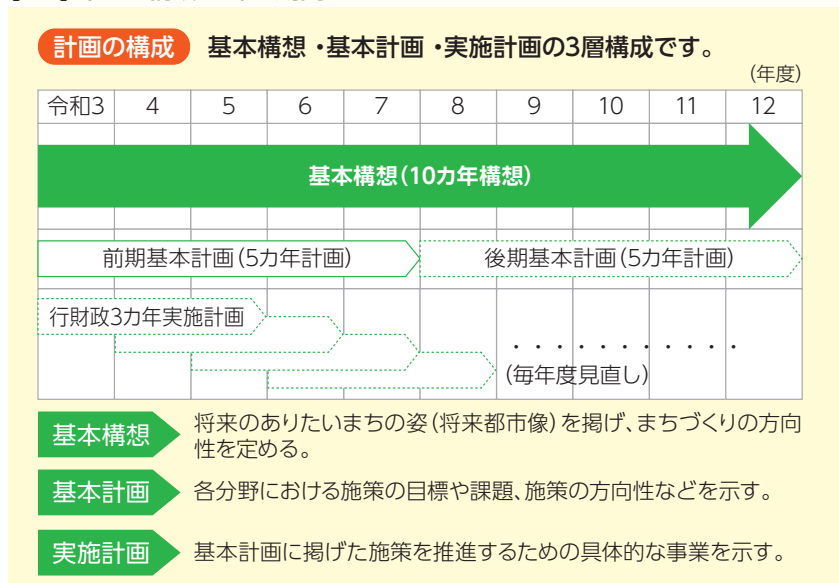 計画の構成 基本構想・基本計画・実施計画の3層構成です。
(年度)
令和3 4 5 6 7 8 9 10 11 12
基本構想(10カ年構想)
前期基本計画(5カ年計画) 後期基本計画(5カ年計画)
行財政3カ年実施計画
・・・・・・・・・・・
(毎年度見直し)
基本構想 将来のありたいまちの姿(将来都市像)を掲げ、まちづくりの方向
性を定める。
基本計画 各分野における施策の目標や課題、施策の方向性などを示す。
実施計画 基本計画に掲げた施策を推進するための具体的な事業を示す。